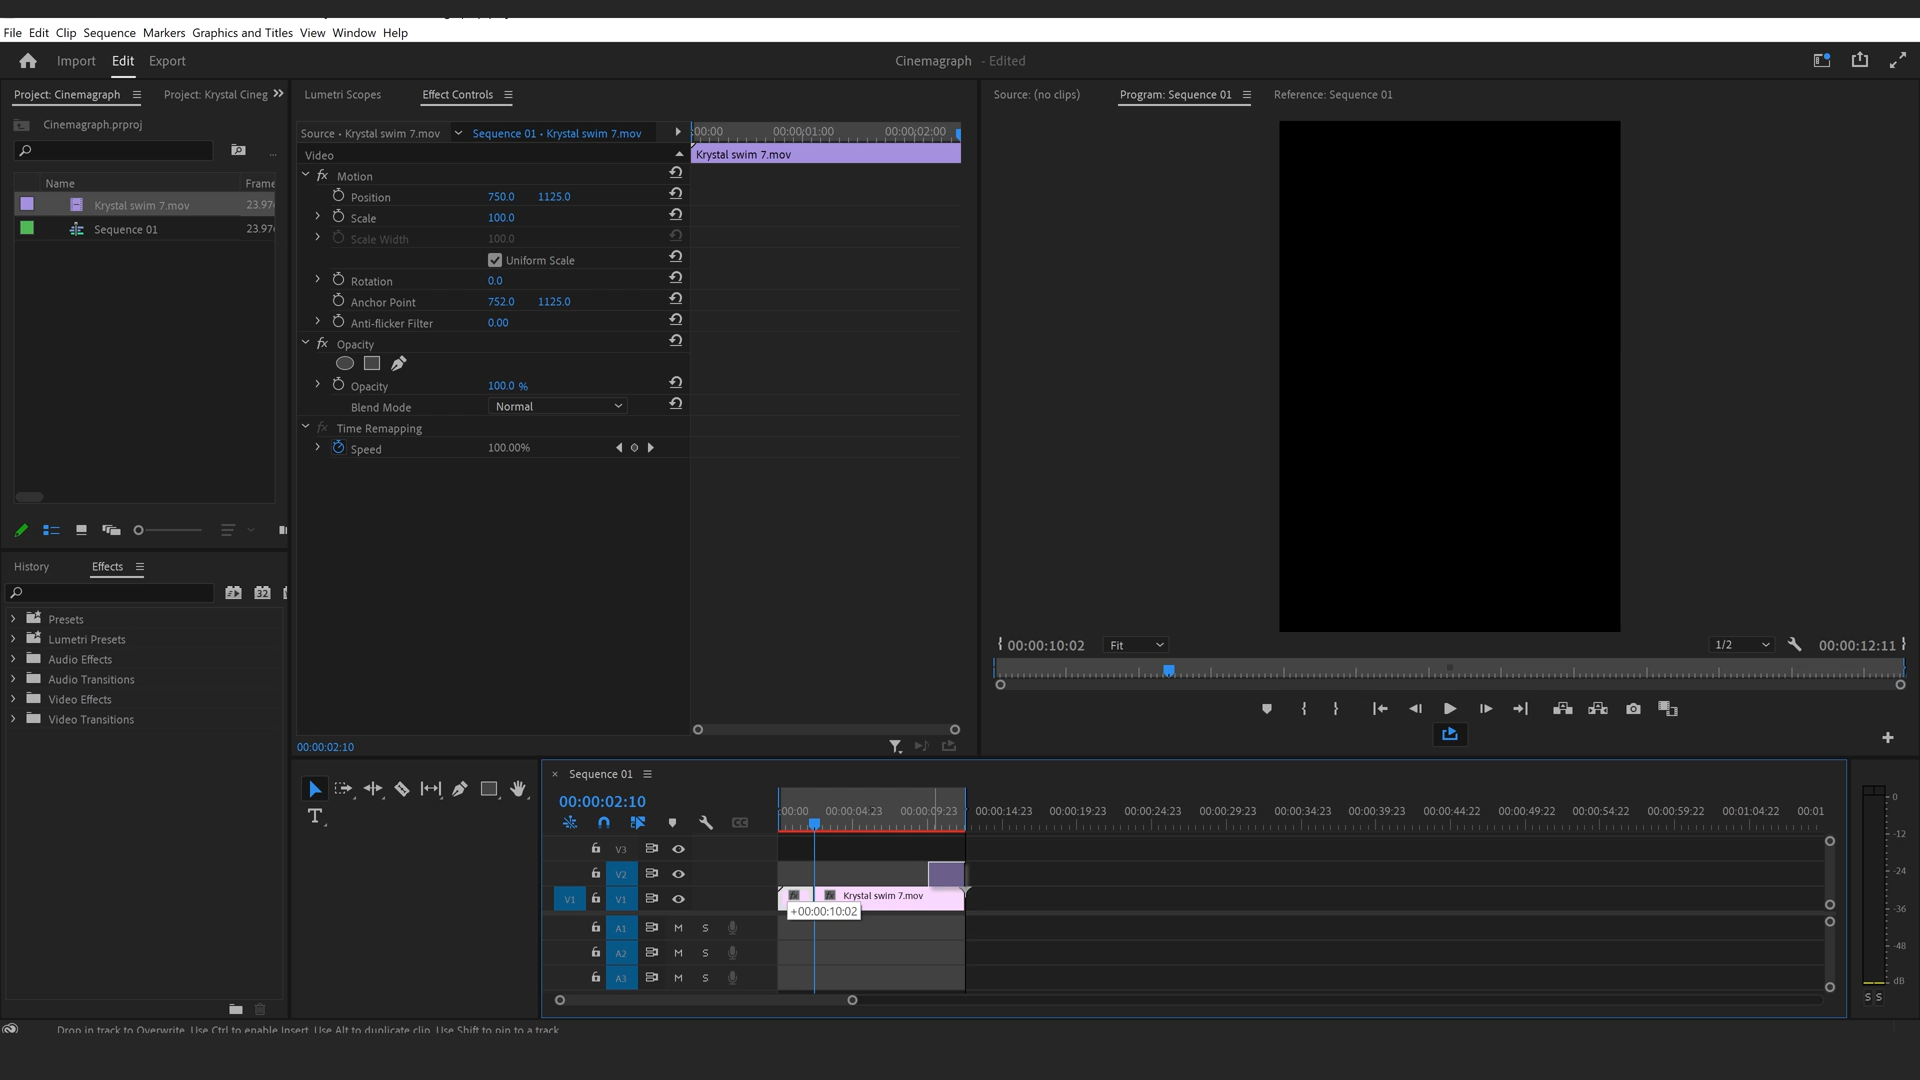 File Edit Clip Sequence Markers Graphics and Titles View Window Help
Import Edit Export
Cinemagraph - Edited
Project: Cinemagraph Project: Krystal Cineg
Cinemagraph.prproj
Name Frame
Krystal swim 7.mov 23.976
Sequence 01 23.976
History Effects
32
Presets
Lumetri Presets
Audio Effects
Audio Transitions
Video Effects
Video Transitions
Lumetri Scopes Effect Controls
Source • Krystal swim 7.mov Sequence 01 • Krystal swim 7.mov
:00:00 00:00:01:00 00:00:02:00
Video Krystal swim 7.mov
fx Motion
Position 750.0 1125.0
Scale 100.0
Scale Width 100.0
Uniform Scale
Rotation 0.0
Anchor Point 752.0 1125.0
Anti-flicker Filter 0.00
fx Opacity
Opacity 100.0 %
Blend Mode Normal
fx Time Remapping
Speed 100.00%
00:00:02:10
Source: (no clips) Program: Sequence 01 Reference: Sequence 01
00:00:10:02 Fit 1/2 00:00:12:11
T
× Sequence 01
00:00:02:10
:00:00 00:00:04:23 00:00:09:23 00:00:14:23 00:00:19:23 00:00:24:23 00:00:29:23 00:00:34:23 00:00:39:23 00:00:44:22 00:00:49:22 00:00:54:22 00:00:59:22 00:01:04:22 00:01
V3
V2
V1 V1 fx fx Krystal swim 7.mov
+00:00:10:02
A1 M S
A2 M S
A3 M S
0
-12
-24
-36
-48
dB
S S
Drop in track to Overwrite. Use Ctrl to enable Insert. Use Alt to duplicate clip. Use Shift to pin to a track.